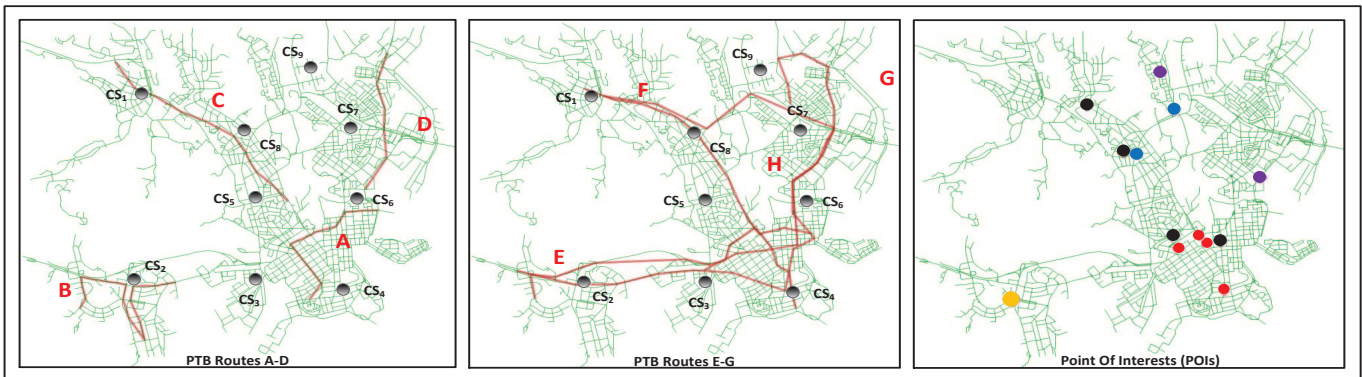 CS₉
CS₁
C
D
CS₇
CS₈
CS₅
CS₆
A
CS₂
B
CS₃
CS₄
PTB Routes A-D
CS₉
G
F
CS₁
CS₇
CS₈
H
CS₅
CS₆
E
CS₂
CS₃
CS₄
PTB Routes E-G
Point Of Interests (POIs)